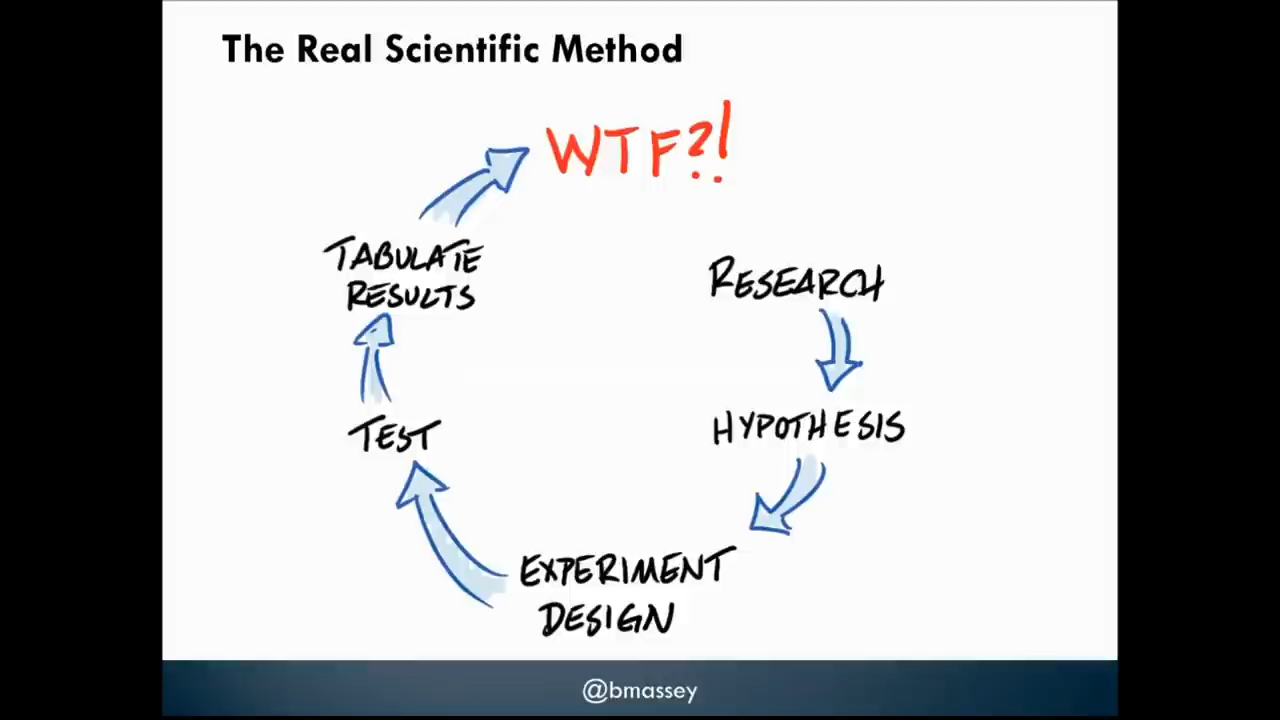 The Real Scientific Method
WTF?!
TABULATE
RESULTS
RESEARCH
TEST
HYPOTHESIS
EXPERIMENT
DESIGN
@bmassey